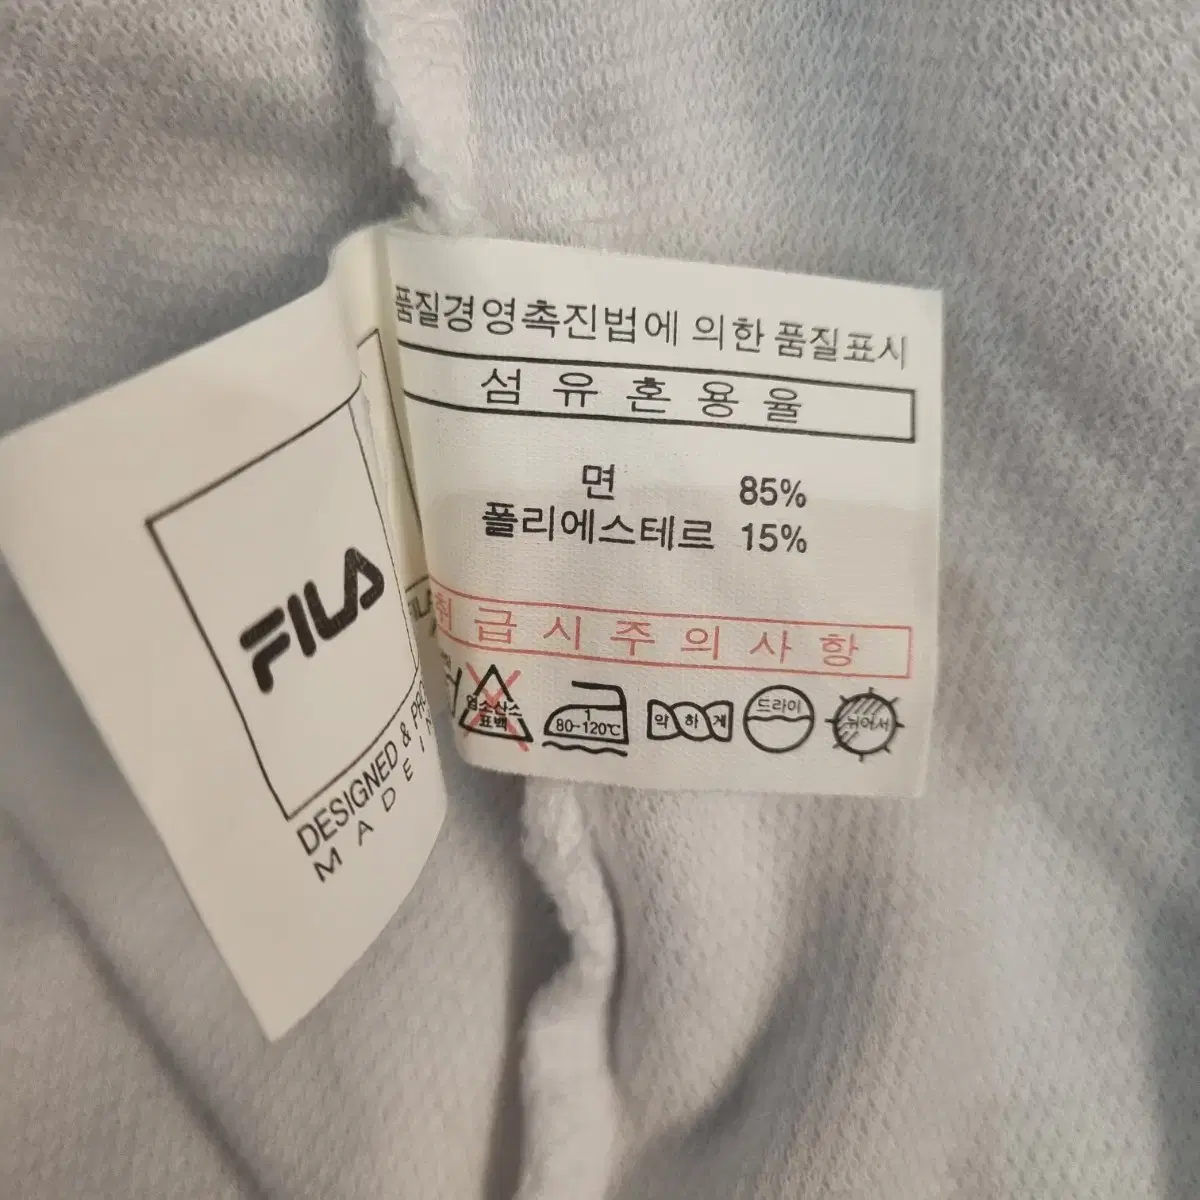 품질경영촉진법에 의한 품질표시
섬유혼용율
면 85%
폴리에스테르 15%
취급시주의사항
염소산소
표백
1
80~120℃
약하게
드라이
뉘어서
FILA
DESIGNED &
MADE